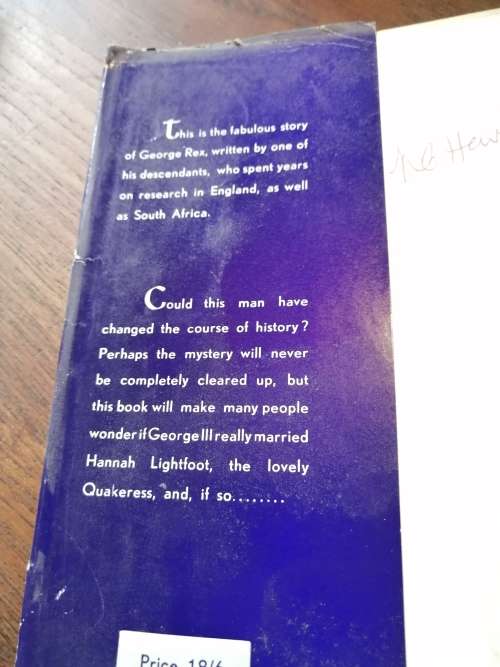 This is the fabulous story
of George Rex, written by one of
his descendants, who spent years
on research in England, as well
as South Africa.
Could this man have
changed the course of history?
Perhaps the mystery will never
be completely cleared up, but
this book will make many people
wonder if George III really married
Hannah Lightfoot, the lovely
Quakeress, and, if so........
Price 18/6